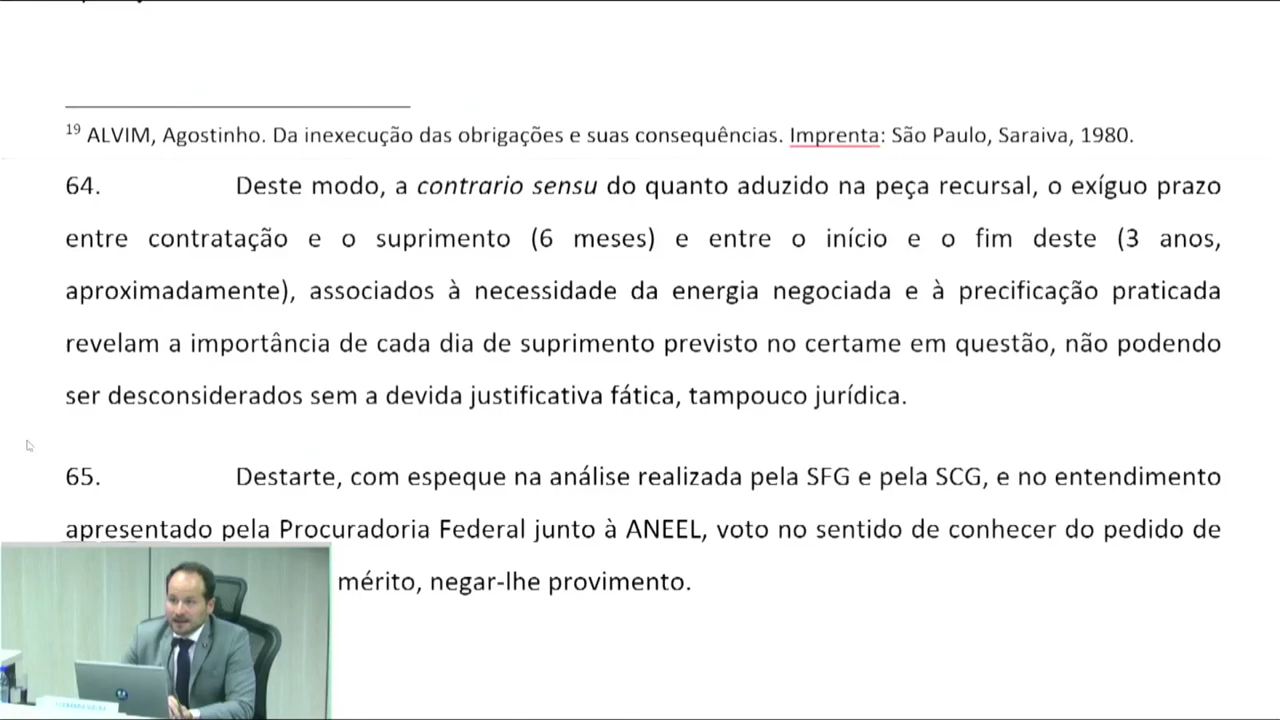 19 ALVIM, Agostinho. Da inexecução das obrigações e suas consequências. Imprenta: São Paulo, Saraiva, 1980.
64. Deste modo, a contrario sensu do quanto aduzido na peça recursal, o exíguo prazo
entre contratação e o suprimento (6 meses) e entre o início e o fim deste (3 anos,
aproximadamente), associados à necessidade da energia negociada e à precificação praticada
revelam a importância de cada dia de suprimento previsto no certame em questão, não podendo
ser desconsiderados sem a devida justificativa fática, tampouco jurídica.
65. Destarte, com espeque na análise realizada pela SFG e pela SCG, e no entendimento
apresentado pela Procuradoria Federal junto à ANEEL, voto no sentido de conhecer do pedido de
mérito, negar-lhe provimento.